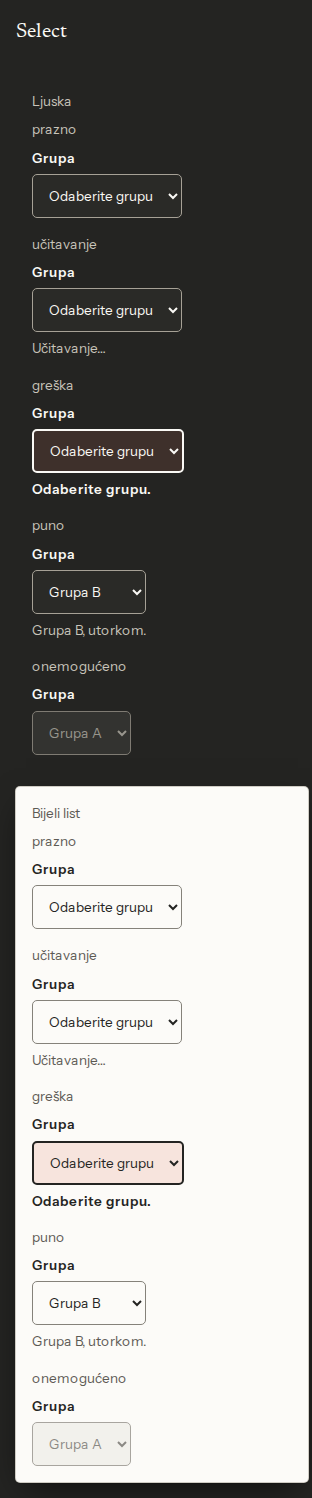 Select
Ljuska
prazno
Grupa
Odaberite grupu
učitavanje
Grupa
Odaberite grupu
Učitavanje...
greška
Grupa
Odaberite grupu
Odaberite grupu.
puno
Grupa
Grupa B
Grupa B, utorkom.
onemogućeno
Grupa
Grupa A
Bijeli list
prazno
Grupa
Odaberite grupu
učitavanje
Grupa
Odaberite grupu
Učitavanje...
greška
Grupa
Odaberite grupu
Odaberite grupu.
puno
Grupa
Grupa B
Grupa B, utorkom.
onemogućeno
Grupa
Grupa A